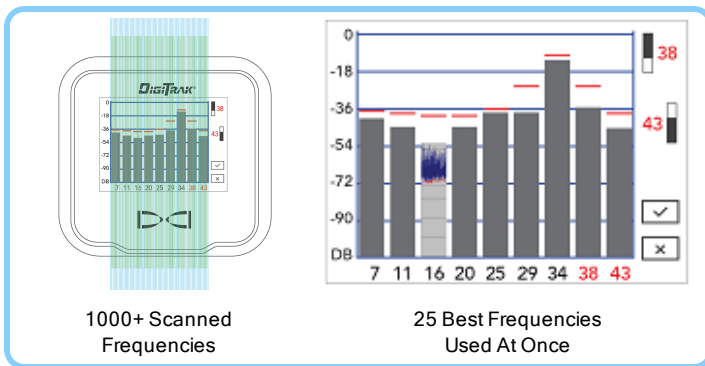 DIGITRAK®
0
-18
-36
-54
-72
-90
DB
7 11 16 20 25 29 34 38 43
38
43
0
-18
-36
-54
-72
-90
DB
7 11 16 20 25 29 34 38 43
38
43
1000+ Scanned
Frequencies
25 Best Frequencies
Used At Once